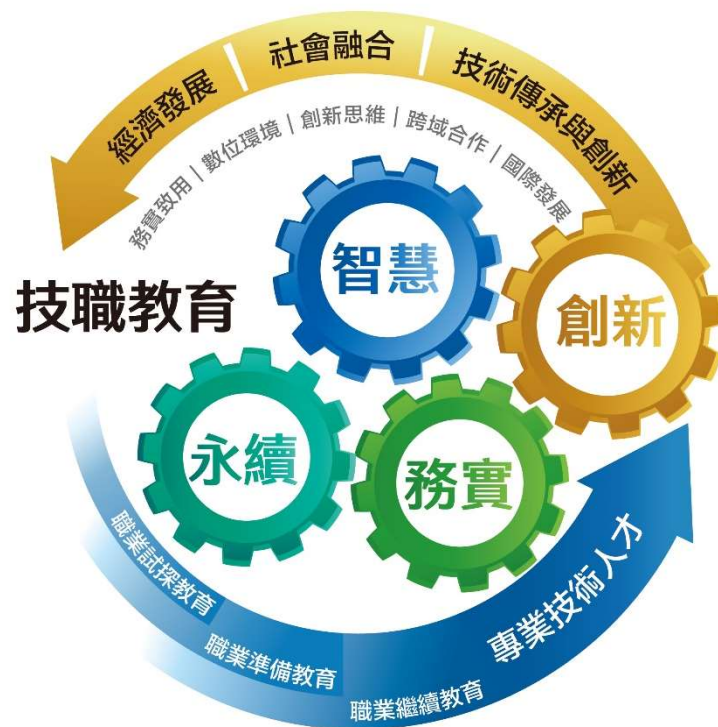 經濟發展 | 社會融合 | 技術傳承與創新
務實致用 | 數位環境 | 創新思維 | 跨域合作 | 國際發展
智慧
創新
技職教育
永續
務實
職業試探教育
職業準備教育
職業繼續教育
專業技術人才